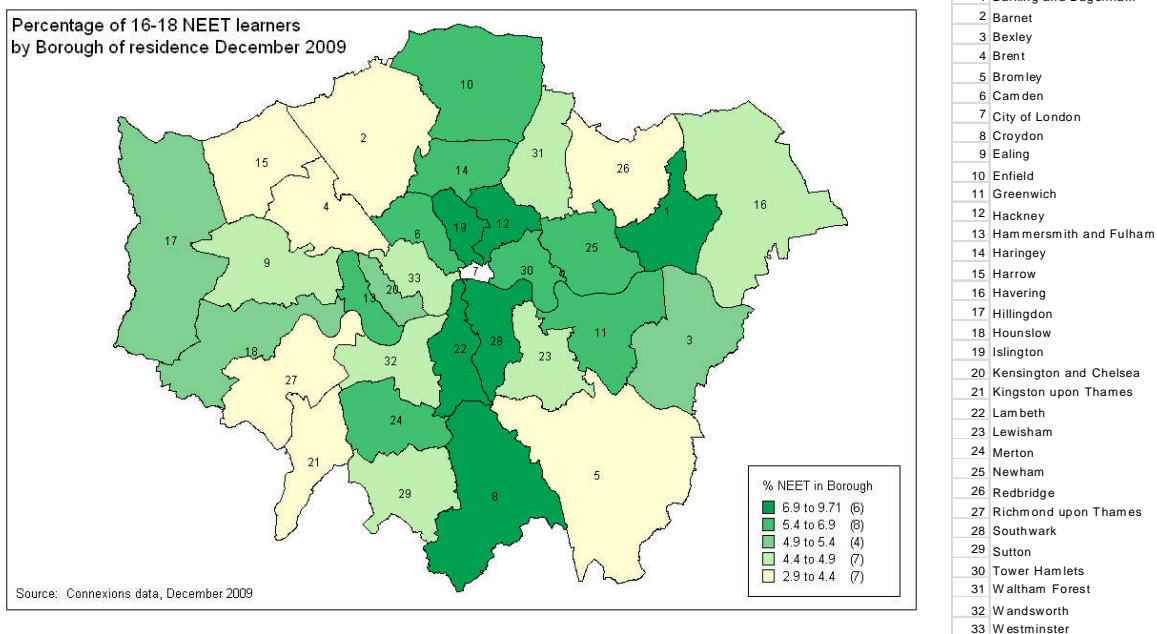 Percentage of 16-18 NEET learners
by Borough of residence December 2009
10
2
31
15
14
26
4
16
1
19
12
6
17
25
9
7
30
33
20
13
11
3
18
22
28
23
32
27
24
21
5
29
8
% NEET in Borough
6.9 to 9.71 (6)
5.4 to 6.9 (8)
4.9 to 5.4 (4)
4.4 to 4.9 (7)
2.9 to 4.4 (7)
Source: Connexions data, December 2009
2 Barnet
3 Bexley
4 Brent
5 Bromley
6 Camden
7 City of London
8 Croydon
9 Ealing
10 Enfield
11 Greenwich
12 Hackney
13 Hammersmith and Fulham
14 Haringey
15 Harrow
16 Havering
17 Hillingdon
18 Hounslow
19 Islington
20 Kensington and Chelsea
21 Kingston upon Thames
22 Lambeth
23 Lewisham
24 Merton
25 Newham
26 Redbridge
27 Richmond upon Thames
28 Southwark
29 Sutton
30 Tower Hamlets
31 Waltham Forest
32 Wandsworth
33 Westminster